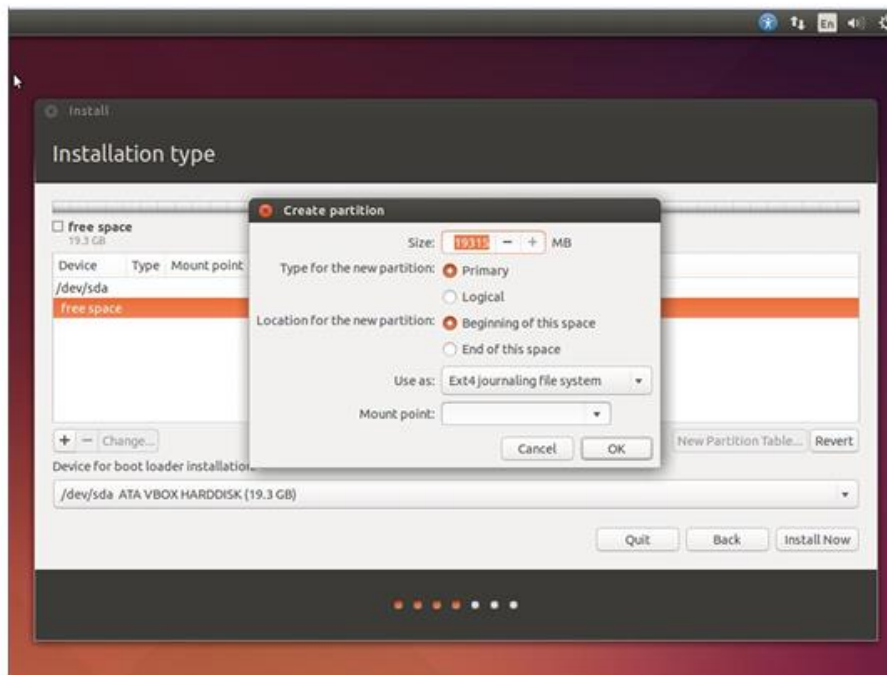 En
Install
Installation type
free space
19.3 GB
Device Type Mount point
/dev/sda
free space
Create partition
Size: 19315 − + MB
Type for the new partition: Primary
Logical
Location for the new partition: Beginning of this space
End of this space
Use as: Ext4 journaling file system
Mount point:
Cancel OK
+ − Change... New Partition Table... Revert
Device for boot loader installation:
/dev/sda ATA VBOX HARDDISK (19.3 GB)
Quit Back Install Now